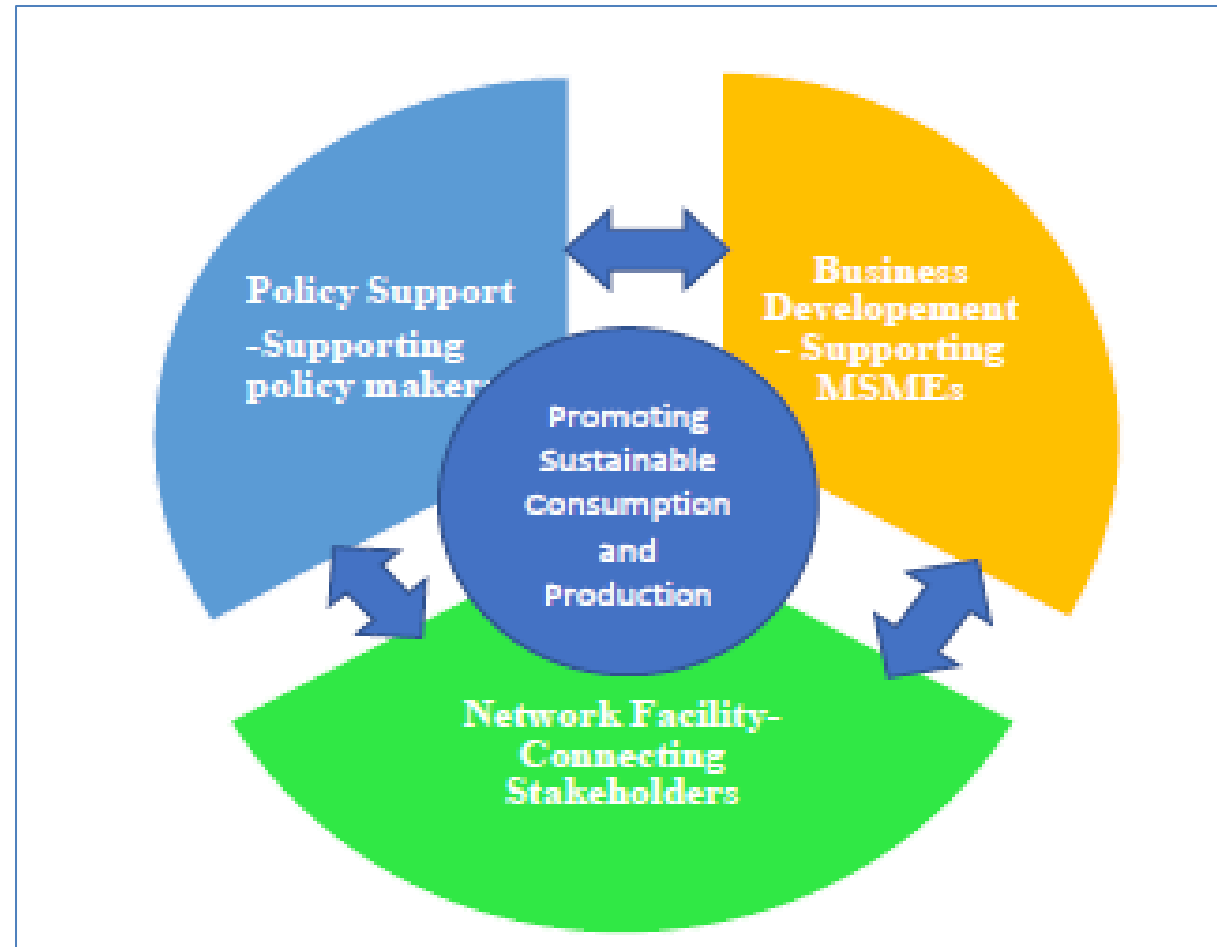 Policy Support
-Supporting
policy maker
Business
Developement
- Supporting
MSMEs
Promoting
Sustainable
Consumption
and
Production
Network Facility-
Connecting
Stakeholders